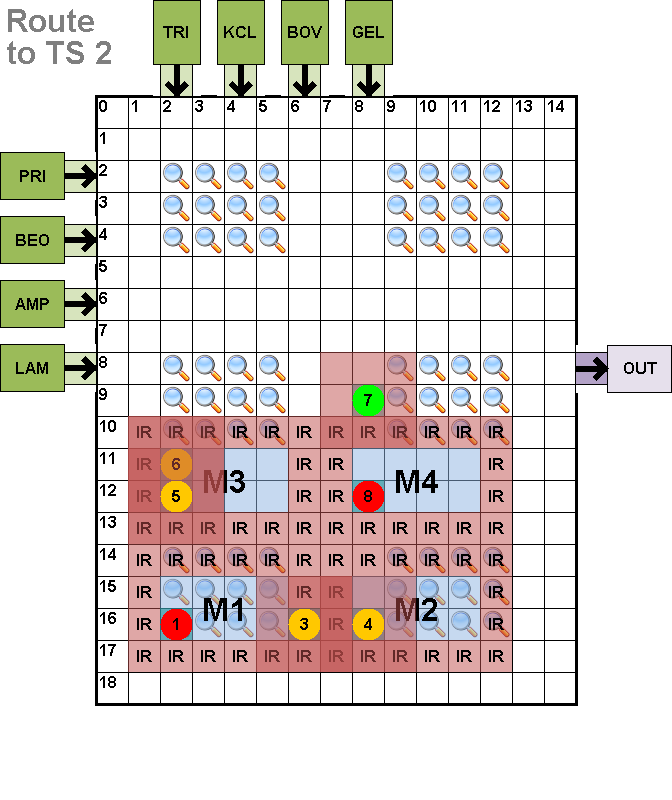 Route
to TS 2
TRI KCL BOV GEL
0 1 2 3 4 5 6 7 8 9 10 11 12 13 14
1
PRI 2
3
BEO 4
5
AMP 6
7
LAM 8 OUT
9 7
10 IR IR IR IR IR IR IR IR IR IR IR IR
11 IR 6 IR IR IR
M3 M4
12 IR 5 IR IR 8 IR
13 IR IR IR IR IR IR IR IR IR IR IR IR
14 IR IR IR IR IR IR IR IR IR IR IR IR
15 IR IR IR IR
M1 M2
16 IR 1 3 IR 4 IR
17 IR IR IR IR IR IR IR IR IR IR IR IR
18